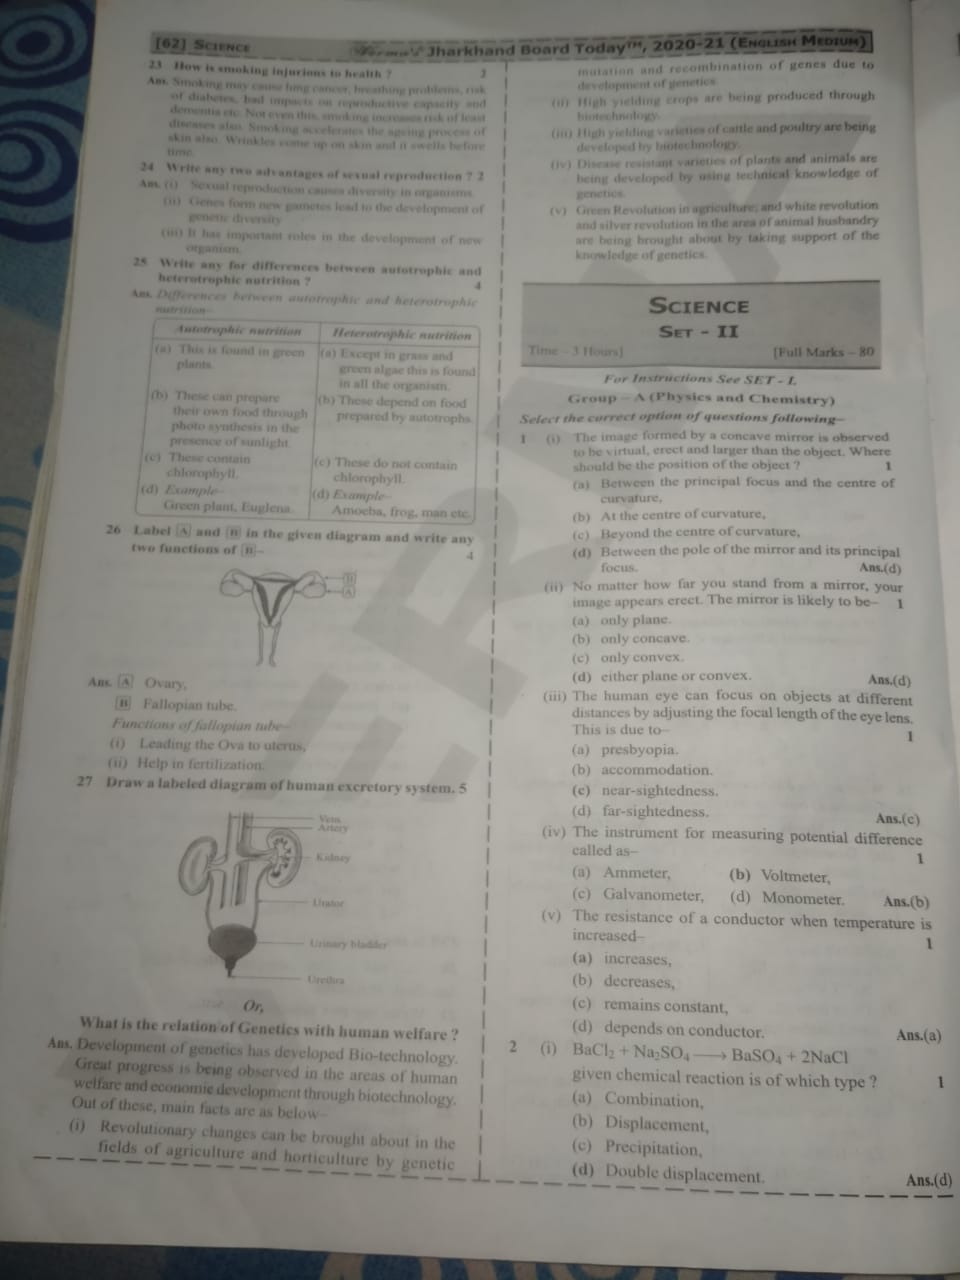 [62] SCIENCE
Jharkhand Board Today™, 2020-21 (ENGLISH MEDIUM)
23 How is smoking injurious to health ? 2
Ans. Smoking may cause lung cancer, breathing problems, risk
of diabetes, bad impacts on reproductive capacity and
dementia etc. Not even this, smoking increases risk of least
diseases also. Smoking accelerates the ageing process of
skin also. Wrinkles come up on skin and it swells before
time.
24 Write any two advantages of sexual reproduction ? 2
Ans. (i) Sexual reproduction causes diversity in organisms.
(ii) Genes form new gametes lead to the development of
genetic diversity
(iii) It has important roles in the development of new
organism.
25 Write any for differences between autotrophic and
heterotrophic nutrition ? 4
Ans. Differences between autotrophic and heterotrophic
nutrition–
Autotrophic nutrition
Heterotrophic nutrition
(a) This is found in green
plants.
(a) Except in grass and
green algae this is found
in all the organism.
(b) These can prepare
their own food through
photo synthesis in the
presence of sunlight.
(b) These depend on food
prepared by autotrophs.
(c) These contain
chlorophyll.
(c) These do not contain
chlorophyll.
(d) Example–
Green plant, Euglena.
(d) Example–
Amoeba, frog, man etc.
26 Label A and B in the given diagram and write any
two functions of B– 4
B
A
Ans. A Ovary,
B Fallopian tube.
Functions of fallopian tube–
(i) Leading the Ova to uterus,
(ii) Help in fertilization.
27 Draw a labeled diagram of human excretory system. 5
Vein
Artery
Kidney
Urator
Urinary bladder
Urethra
Or,
What is the relation of Genetics with human welfare ?
Ans. Development of genetics has developed Bio-technology.
Great progress is being observed in the areas of human
welfare and economic development through biotechnology.
Out of these, main facts are as below–
(i) Revolutionary changes can be brought about in the
fields of agriculture and horticulture by genetic
mutation and recombination of genes due to
development of genetics.
(ii) High yielding crops are being produced through
biotechnology.
(iii) High yielding varieties of cattle and poultry are being
developed by biotechnology.
(iv) Disease resistant varieties of plants and animals are
being developed by using technical knowledge of
genetics.
(v) Green Revolution in agriculture, and white revolution
and silver revolution in the area of animal husbandry
are being brought about by taking support of the
knowledge of genetics.
SCIENCE
SET - II
Time – 3 Hours] [Full Marks – 80
For Instructions See SET - I.
Group – A (Physics and Chemistry)
Select the correct option of questions following–
1 (i) The image formed by a concave mirror is observed
to be virtual, erect and larger than the object. Where
should be the position of the object ? 1
(a) Between the principal focus and the centre of
curvature,
(b) At the centre of curvature,
(c) Beyond the centre of curvature,
(d) Between the pole of the mirror and its principal
focus. Ans.(d)
(ii) No matter how far you stand from a mirror, your
image appears erect. The mirror is likely to be– 1
(a) only plane.
(b) only concave.
(c) only convex.
(d) either plane or convex. Ans.(d)
(iii) The human eye can focus on objects at different
distances by adjusting the focal length of the eye lens.
This is due to– 1
(a) presbyopia.
(b) accommodation.
(c) near-sightedness.
(d) far-sightedness. Ans.(c)
(iv) The instrument for measuring potential difference
called as– 1
(a) Ammeter, (b) Voltmeter,
(c) Galvanometer, (d) Monometer. Ans.(b)
(v) The resistance of a conductor when temperature is
increased– 1
(a) increases,
(b) decreases,
(c) remains constant,
(d) depends on conductor. Ans.(a)
2 (i) BaCl₂ + Na₂SO₄ ⟶ BaSO₄ + 2NaCl
given chemical reaction is of which type ? 1
(a) Combination,
(b) Displacement,
(c) Precipitation,
(d) Double displacement. Ans.(d)